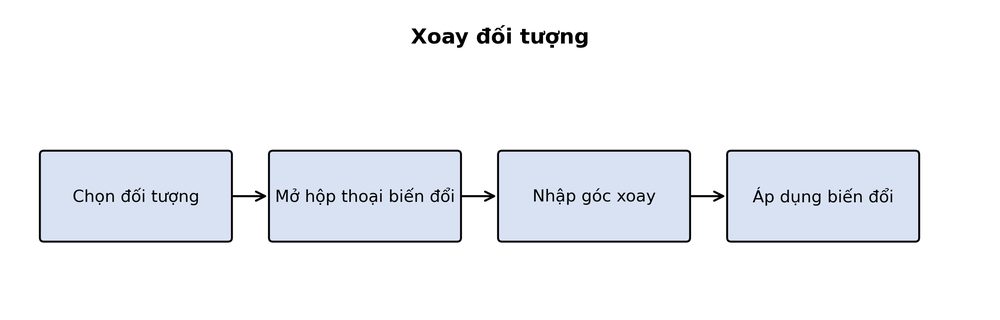 Xoay đối tượng
Chọn đối tượng
Mở hộp thoại biến đổi
Nhập góc xoay
Áp dụng biến đổi